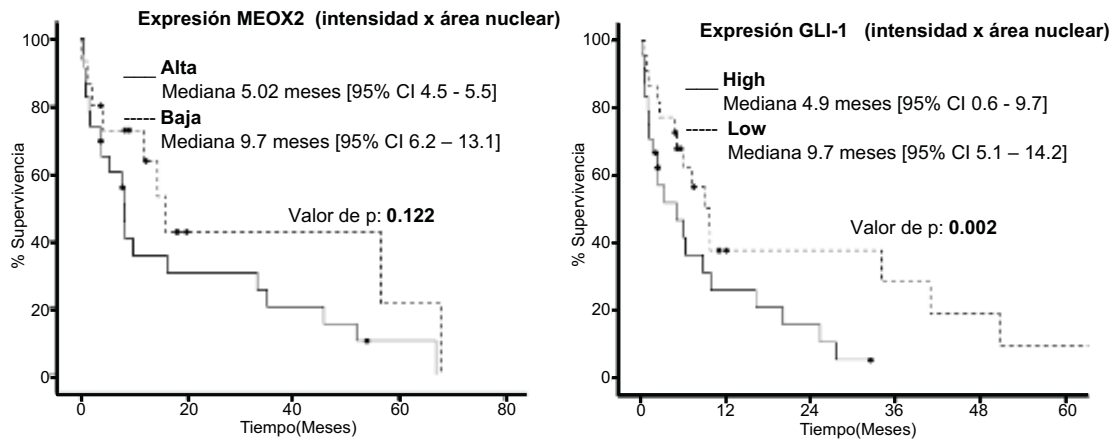 Expresión MEOX2 (intensidad x área nuclear)
100
80
60
40
20
0
% Supervivencia
Alta
Mediana 5.02 meses [95% CI 4.5 - 5.5]
Baja
Mediana 9.7 meses [95% CI 6.2 – 13.1]
Valor de p: 0.122
0 20 40 60 80
Tiempo(Meses)
Expresión GLI-1 (intensidad x área nuclear)
100
80
60
40
20
0
% Supervivencia
High
Mediana 4.9 meses [95% CI 0.6 - 9.7]
Low
Mediana 9.7 meses [95% CI 5.1 – 14.2]
Valor de p: 0.002
0 12 24 36 48 60
Tiempo(Meses)